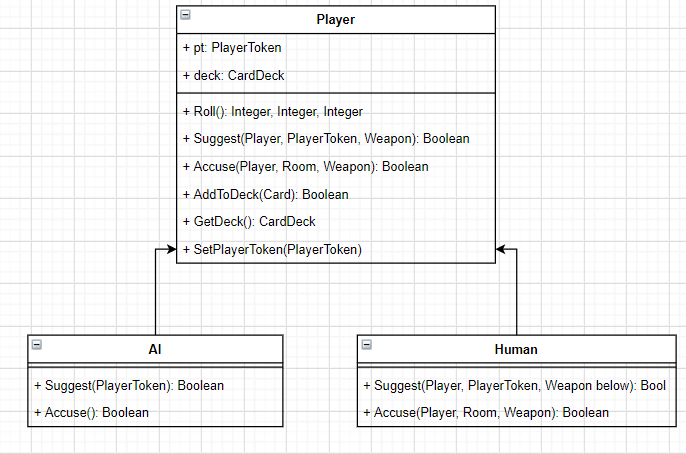 Player
+ pt: PlayerToken
+ deck: CardDeck
+ Roll(): Integer, Integer, Integer
+ Suggest(Player, PlayerToken, Weapon): Boolean
+ Accuse(Player, Room, Weapon): Boolean
+ AddToDeck(Card): Boolean
+ GetDeck(): CardDeck
+ SetPlayerToken(PlayerToken)
AI
+ Suggest(PlayerToken): Boolean
+ Accuse(): Boolean
Human
+ Suggest(Player, PlayerToken, Weapon below): Bool
+ Accuse(Player, Room, Weapon): Boolean